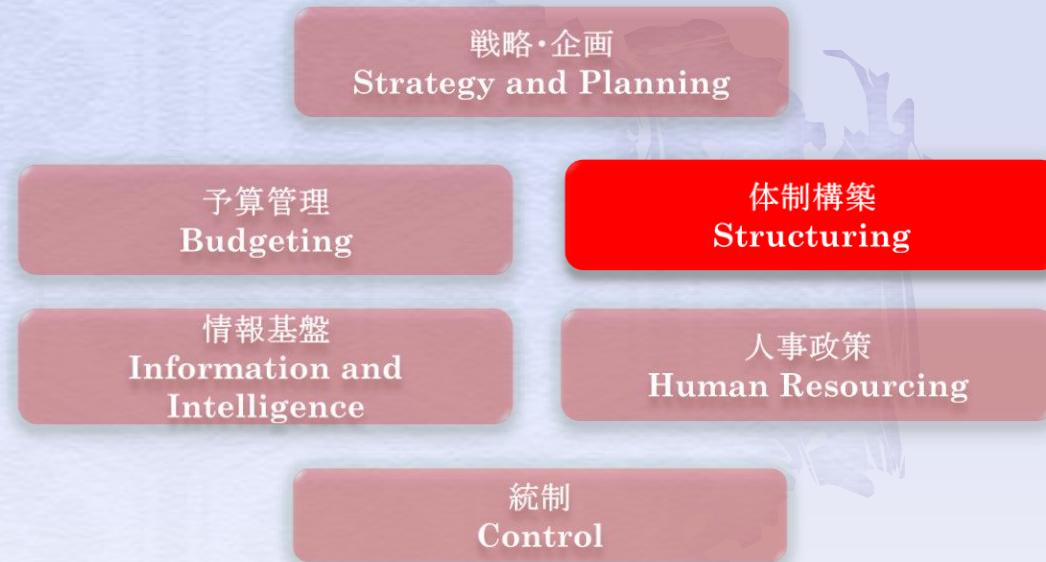 戦略・企画
Strategy and Planning
予算管理
Budgeting
体制構築
Structuring
情報基盤
Information and
Intelligence
人事政策
Human Resourcing
統制
Control